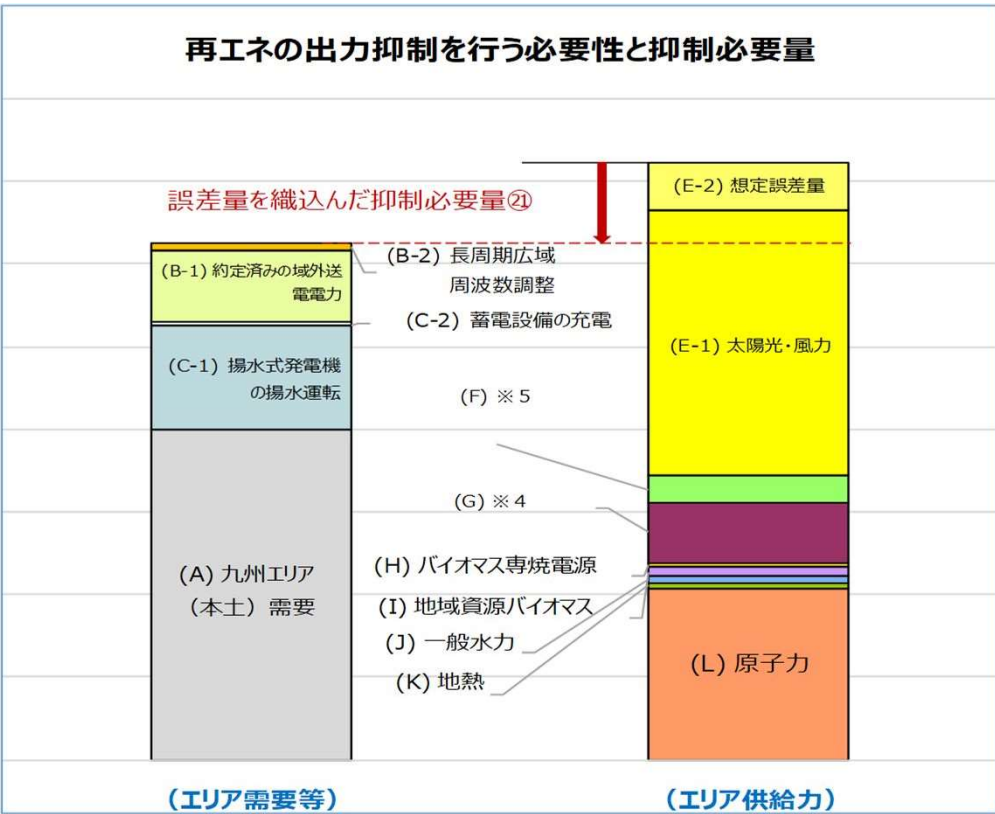 再エネの出力抑制を行う必要性と抑制必要量
誤差量を織込んだ抑制必要量㉑
(B-1) 約定済みの域外送
電電力
(B-2) 長周期広域
周波数調整
(C-2) 蓄電設備の充電
(C-1) 揚水式発電機
の揚水運転
(A) 九州エリア
（本土）需要
(エリア需要等)
(E-2) 想定誤差量
(E-1) 太陽光・風力
(F) ※５
(G) ※４
(H) バイオマス専焼電源
(I) 地域資源バイオマス
(J) 一般水力
(K) 地熱
(L) 原子力
(エリア供給力)